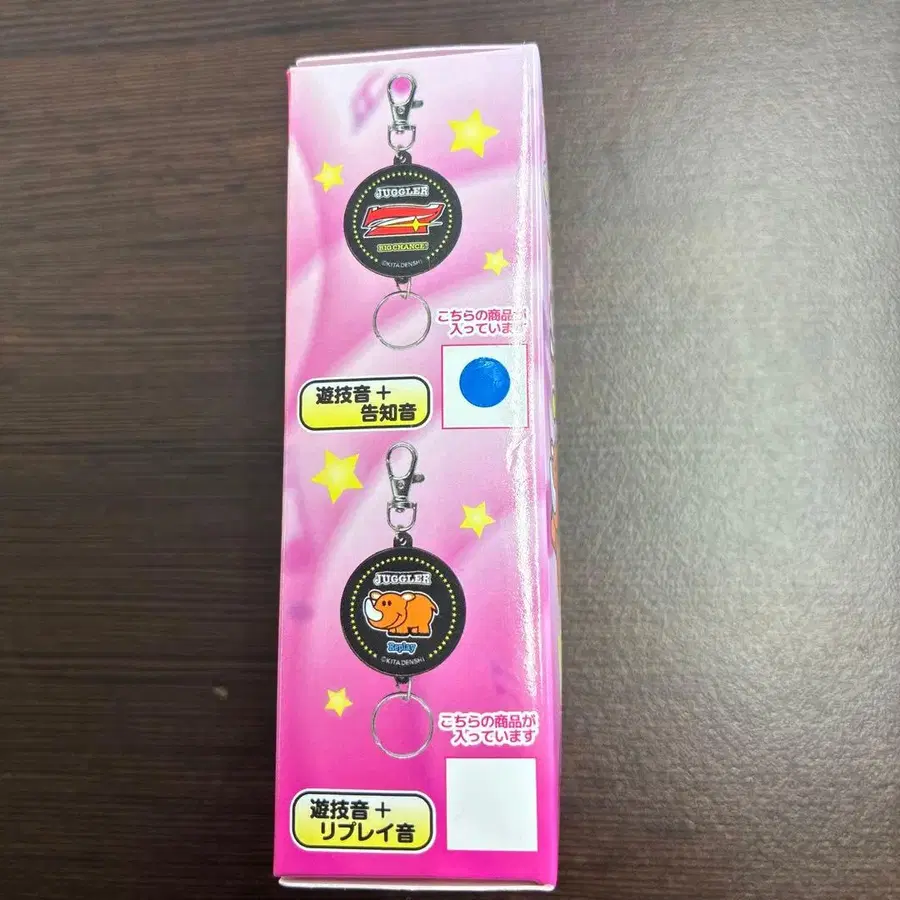 JUGGLER
BIG CHANCE!
©KITA DENSHI
こちらの商品が
入っています
遊技音＋
告知音
JUGGLER
Replay
©KITA DENSHI
こちらの商品が
入っています
遊技音＋
リプレイ音